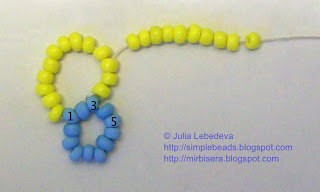 3
1
5
© Julia Lebedeva
http://simplebeads.blogspot.com
http://mirbisera.blogspot.com